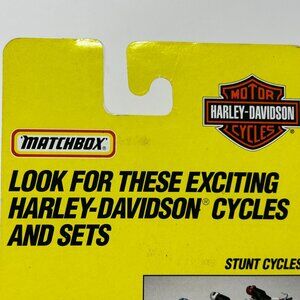 MOTOR
HARLEY-DAVIDSON
CYCLES
MATCHBOX
LOOK FOR THESE EXCITING
HARLEY-DAVIDSON® CYCLES
AND SETS
STUNT CYCLES